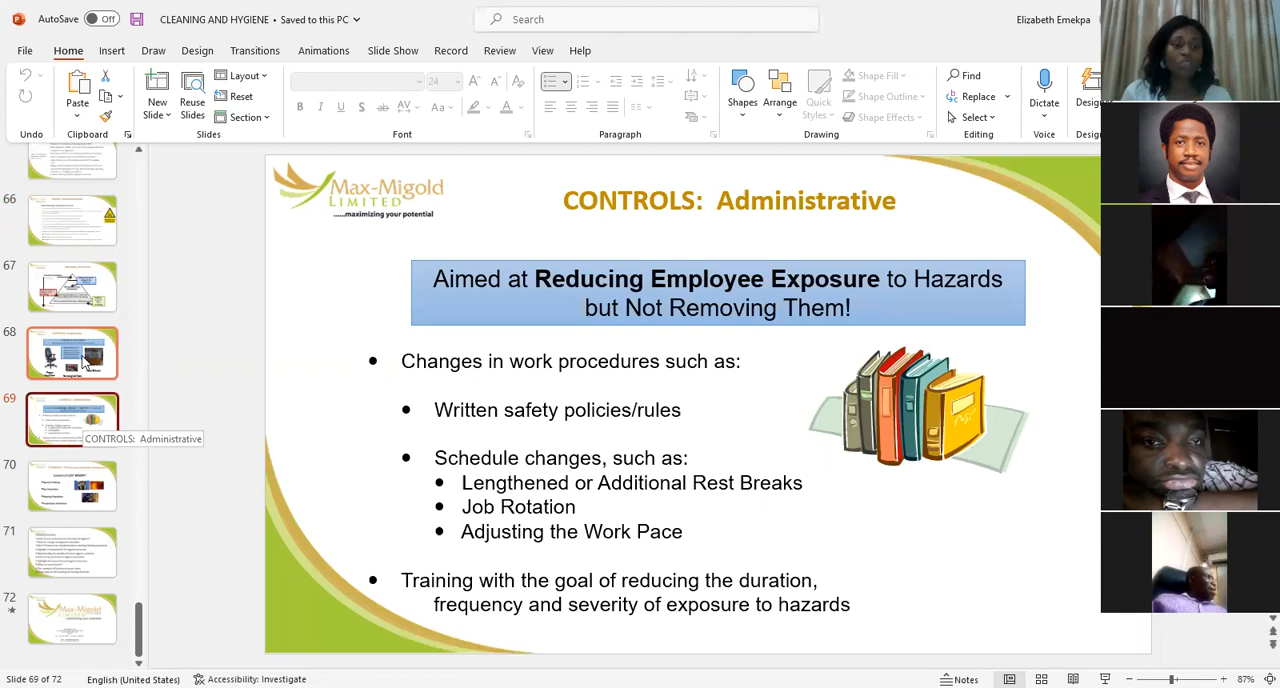 AutoSave Off CLEANING AND HYGIENE • Saved to this PC Search Elizabeth Emekpa
File Home Insert Draw Design Transitions Animations Slide Show Record Review View Help
Paste New Slide Reuse Slides Layout Reset Section 24 Shapes Arrange Quick Styles Shape Fill Shape Outline Shape Effects Find Replace Select Dictate
Undo Clipboard Slides Font Paragraph Drawing Editing Voice
Max-Migold
LIMITED
......maximizing your potential
CONTROLS: Administrative
Aimed at Reducing Employee Exposure to Hazards
but Not Removing Them!
• Changes in work procedures such as:
• Written safety policies/rules
• Schedule changes, such as:
• Lengthened or Additional Rest Breaks
• Job Rotation
• Adjusting the Work Pace
• Training with the goal of reducing the duration,
frequency and severity of exposure to hazards
66
67
68
69
CONTROLS: Administrative
70
71
72
Slide 69 of 72 English (United States) Accessibility: Investigate Notes 87%